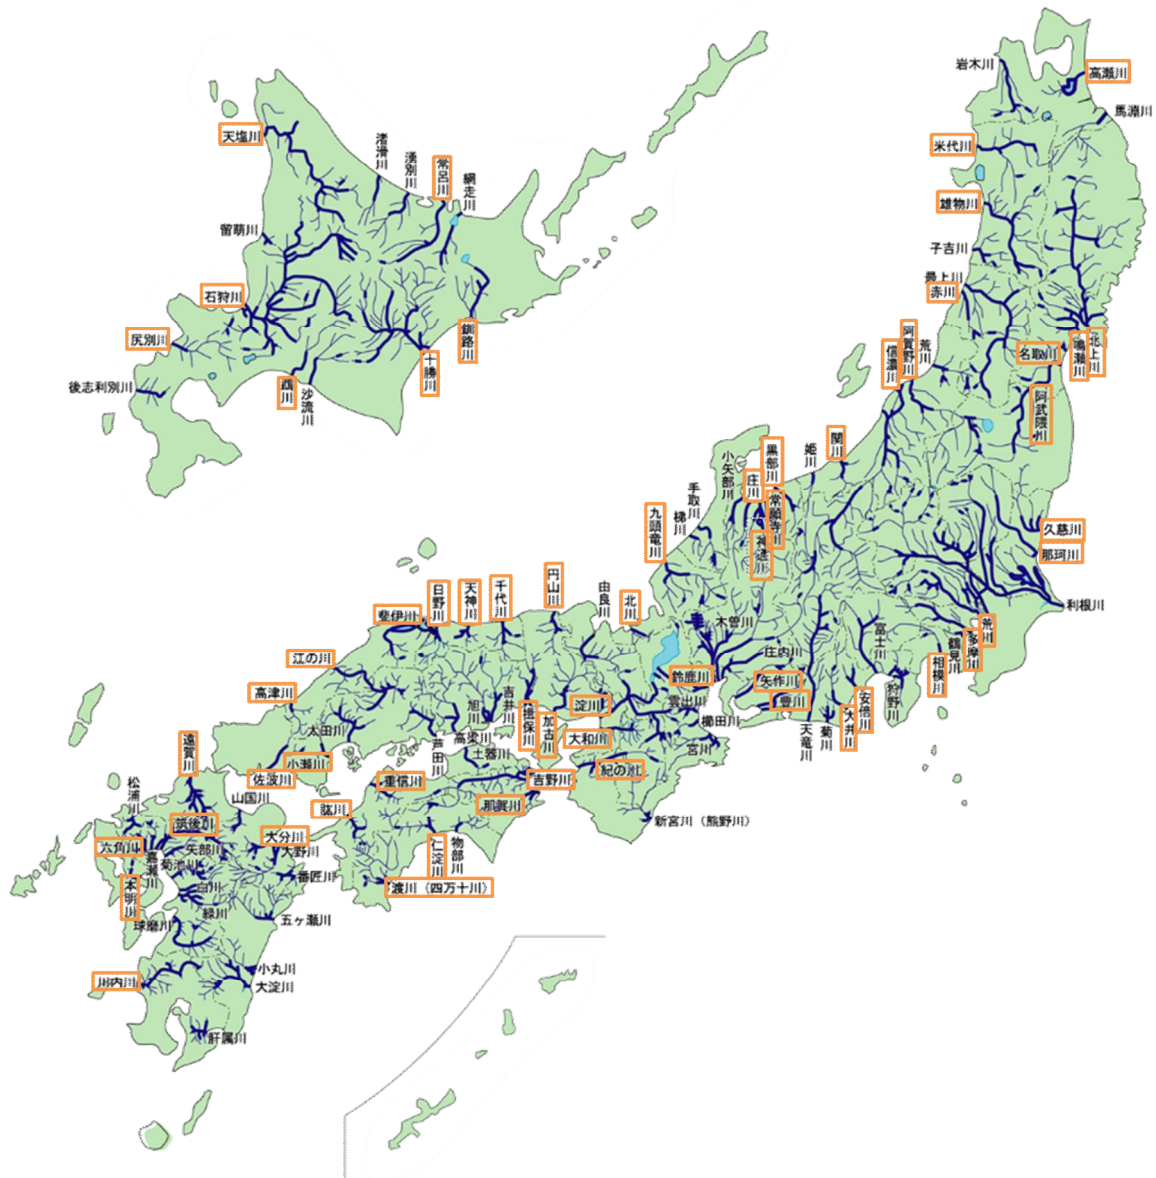 岩木川
高瀬川
馬淵川
米代川
雄物川
子吉川
最上川
赤川
荒川
阿賀野川
信濃川
名取川
鳴瀬川
北上川
阿武隈川
久慈川
那珂川
利根川
荒川
多摩川
鶴見川
相模川
天塩川
渚滑川
湧別川
常呂川
網走川
留萌川
石狩川
尻別川
後志利別川
鵡川
沙流川
十勝川
釧路川
関川
姫川
黒部川
常願寺川
神通川
庄川
小矢部川
手取川
梯川
九頭竜川
北川
由良川
円山川
千代川
天神川
日野川
斐伊川
江の川
高津川
木曽川
庄内川
矢作川
豊川
鈴鹿川
雲出川
櫛田川
宮川
富士川
狩野川
安倍川
大井川
菊川
天竜川
新宮川（熊野川）
紀の川
大和川
淀川
加古川
揖保川
吉井川
旭川
高梁川
芦田川
太田川
小瀬川
佐波川
土器川
吉野川
那賀川
重信川
肱川
物部川
仁淀川
渡川（四万十川）
遠賀川
山国川
松浦川
筑後川
六角川
嘉瀬川
矢部川
菊池川
大分川
大野川
番匠川
本明川
白川
緑川
球磨川
五ヶ瀬川
小丸川
大淀川
川内川
肝属川